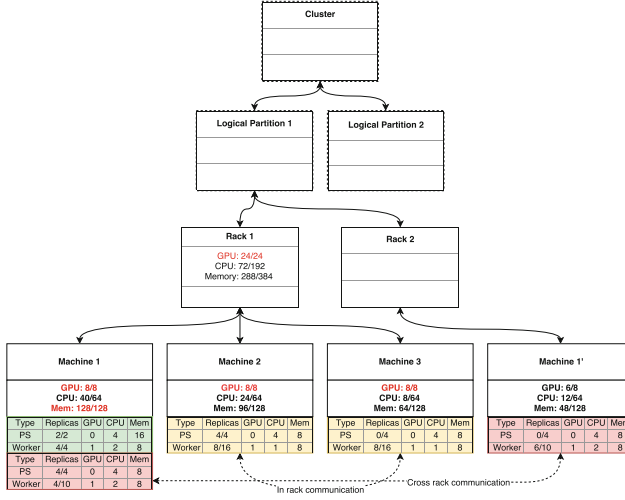 Cluster
Logical Partition 1
Logical Partition 2
Rack 1
GPU: 24/24
CPU: 72/192
Memory: 288/384
Rack 2
Machine 1
GPU: 8/8
CPU: 40/64
Mem: 128/128
Type Replicas GPU CPU Mem
PS 2/2 0 4 16
Worker 4/4 1 2 8
Type Replicas GPU CPU Mem
PS 4/4 0 4 8
Worker 4/10 1 2 8
Machine 2
GPU: 8/8
CPU: 24/64
Mem: 96/128
Type Replicas GPU CPU Mem
PS 4/4 0 4 8
Worker 8/16 1 1 8
Machine 3
GPU: 8/8
CPU: 8/64
Mem: 64/128
Type Replicas GPU CPU Mem
PS 0/4 0 4 8
Worker 8/16 1 1 8
Machine 1'
GPU: 6/8
CPU: 12/64
Mem: 48/128
Type Replicas GPU CPU Mem
PS 0/4 0 4 8
Worker 6/10 1 2 8
In rack communication
Cross rack communication